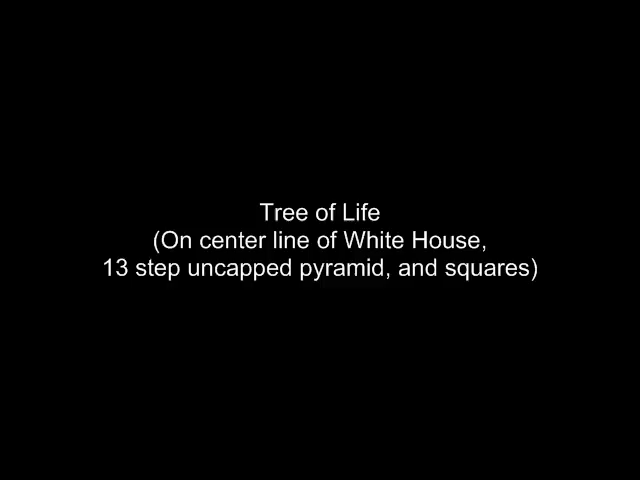 Tree of Life
(On center line of White House,
13 step uncapped pyramid, and squares)